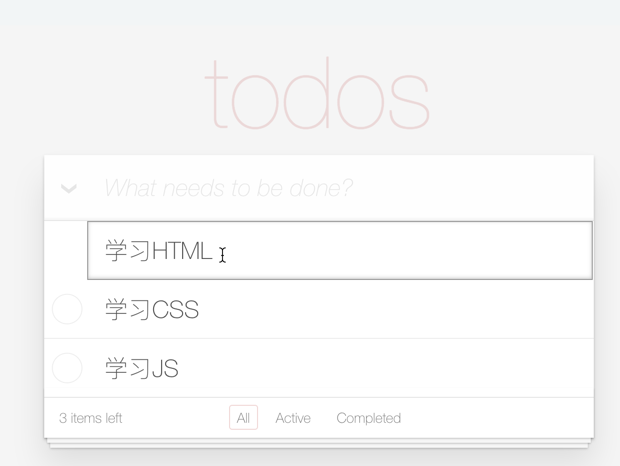 todos
What needs to be done?
学习HTML
学习CSS
学习JS
3 items left
All
Active
Completed